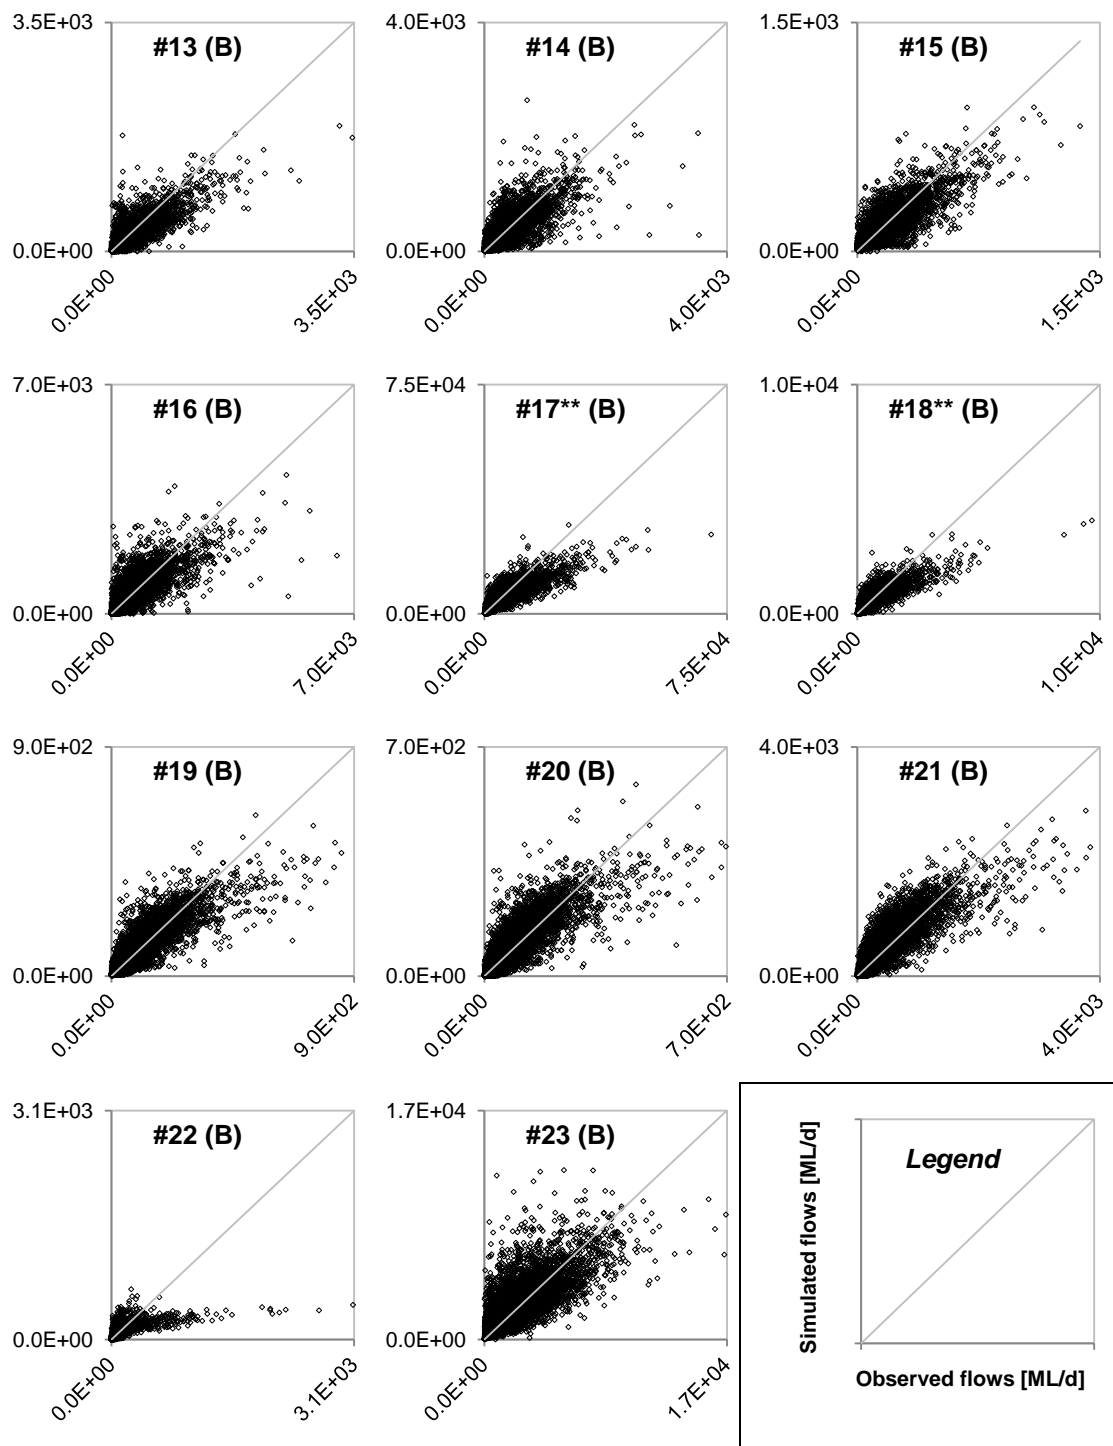 3.5E+03
#13 (B)
0.0E+00
0.0E+00
3.5E+03
4.0E+03
#14 (B)
0.0E+00
0.0E+00
4.0E+03
1.5E+03
#15 (B)
0.0E+00
0.0E+00
1.5E+03
7.0E+03
#16 (B)
0.0E+00
0.0E+00
7.0E+03
7.5E+04
#17** (B)
0.0E+00
0.0E+00
7.5E+04
1.0E+04
#18** (B)
0.0E+00
0.0E+00
1.0E+04
9.0E+02
#19 (B)
0.0E+00
0.0E+00
9.0E+02
7.0E+02
#20 (B)
0.0E+00
0.0E+00
7.0E+02
4.0E+03
#21 (B)
0.0E+00
0.0E+00
4.0E+03
3.1E+03
#22 (B)
0.0E+00
0.0E+00
3.1E+03
1.7E+04
#23 (B)
0.0E+00
0.0E+00
1.7E+04
Legend
Simulated flows [ML/d]
Observed flows [ML/d]